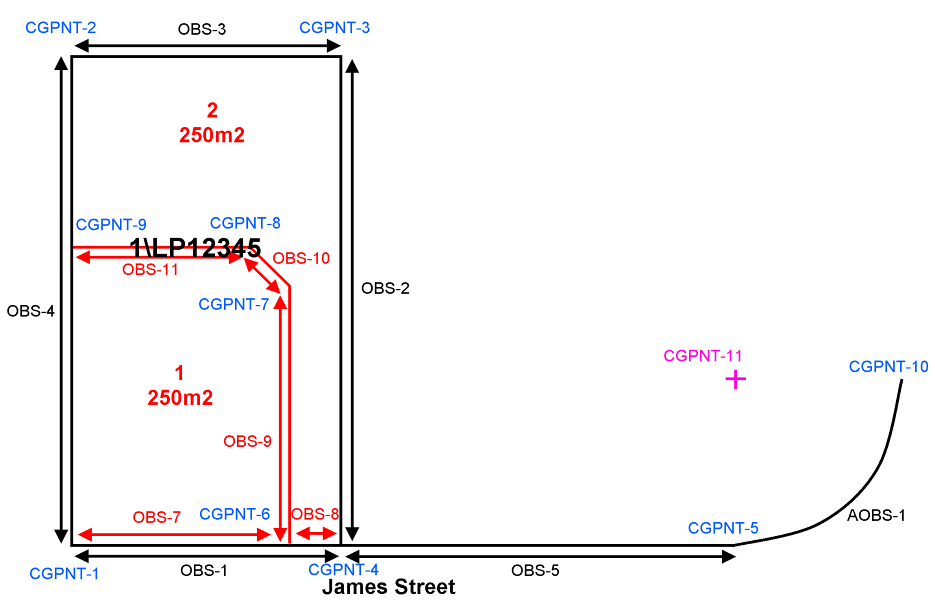 CGPNT-2
OBS-3
CGPNT-3
2
250m2
CGPNT-9
CGPNT-8
1\LP12345
OBS-10
OBS-11
OBS-2
CGPNT-7
OBS-4
CGPNT-11
CGPNT-10
1
250m2
OBS-9
OBS-7
CGPNT-6
OBS-8
CGPNT-5
AOBS-1
CGPNT-1
OBS-1
CGPNT-4
OBS-5
James Street